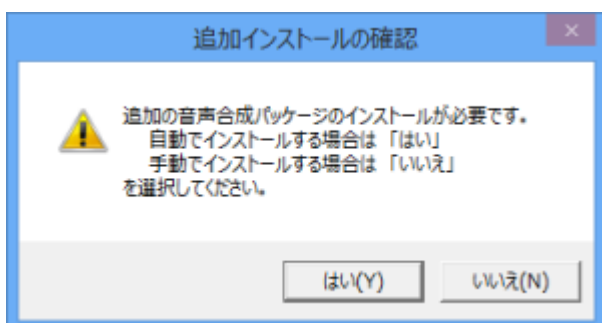 追加インストールの確認
×
追加の音声合成パッケージのインストールが必要です。
自動でインストールする場合は「はい」
手動でインストールする場合は「いいえ」
を選択してください。
はい(Y)
いいえ(N)